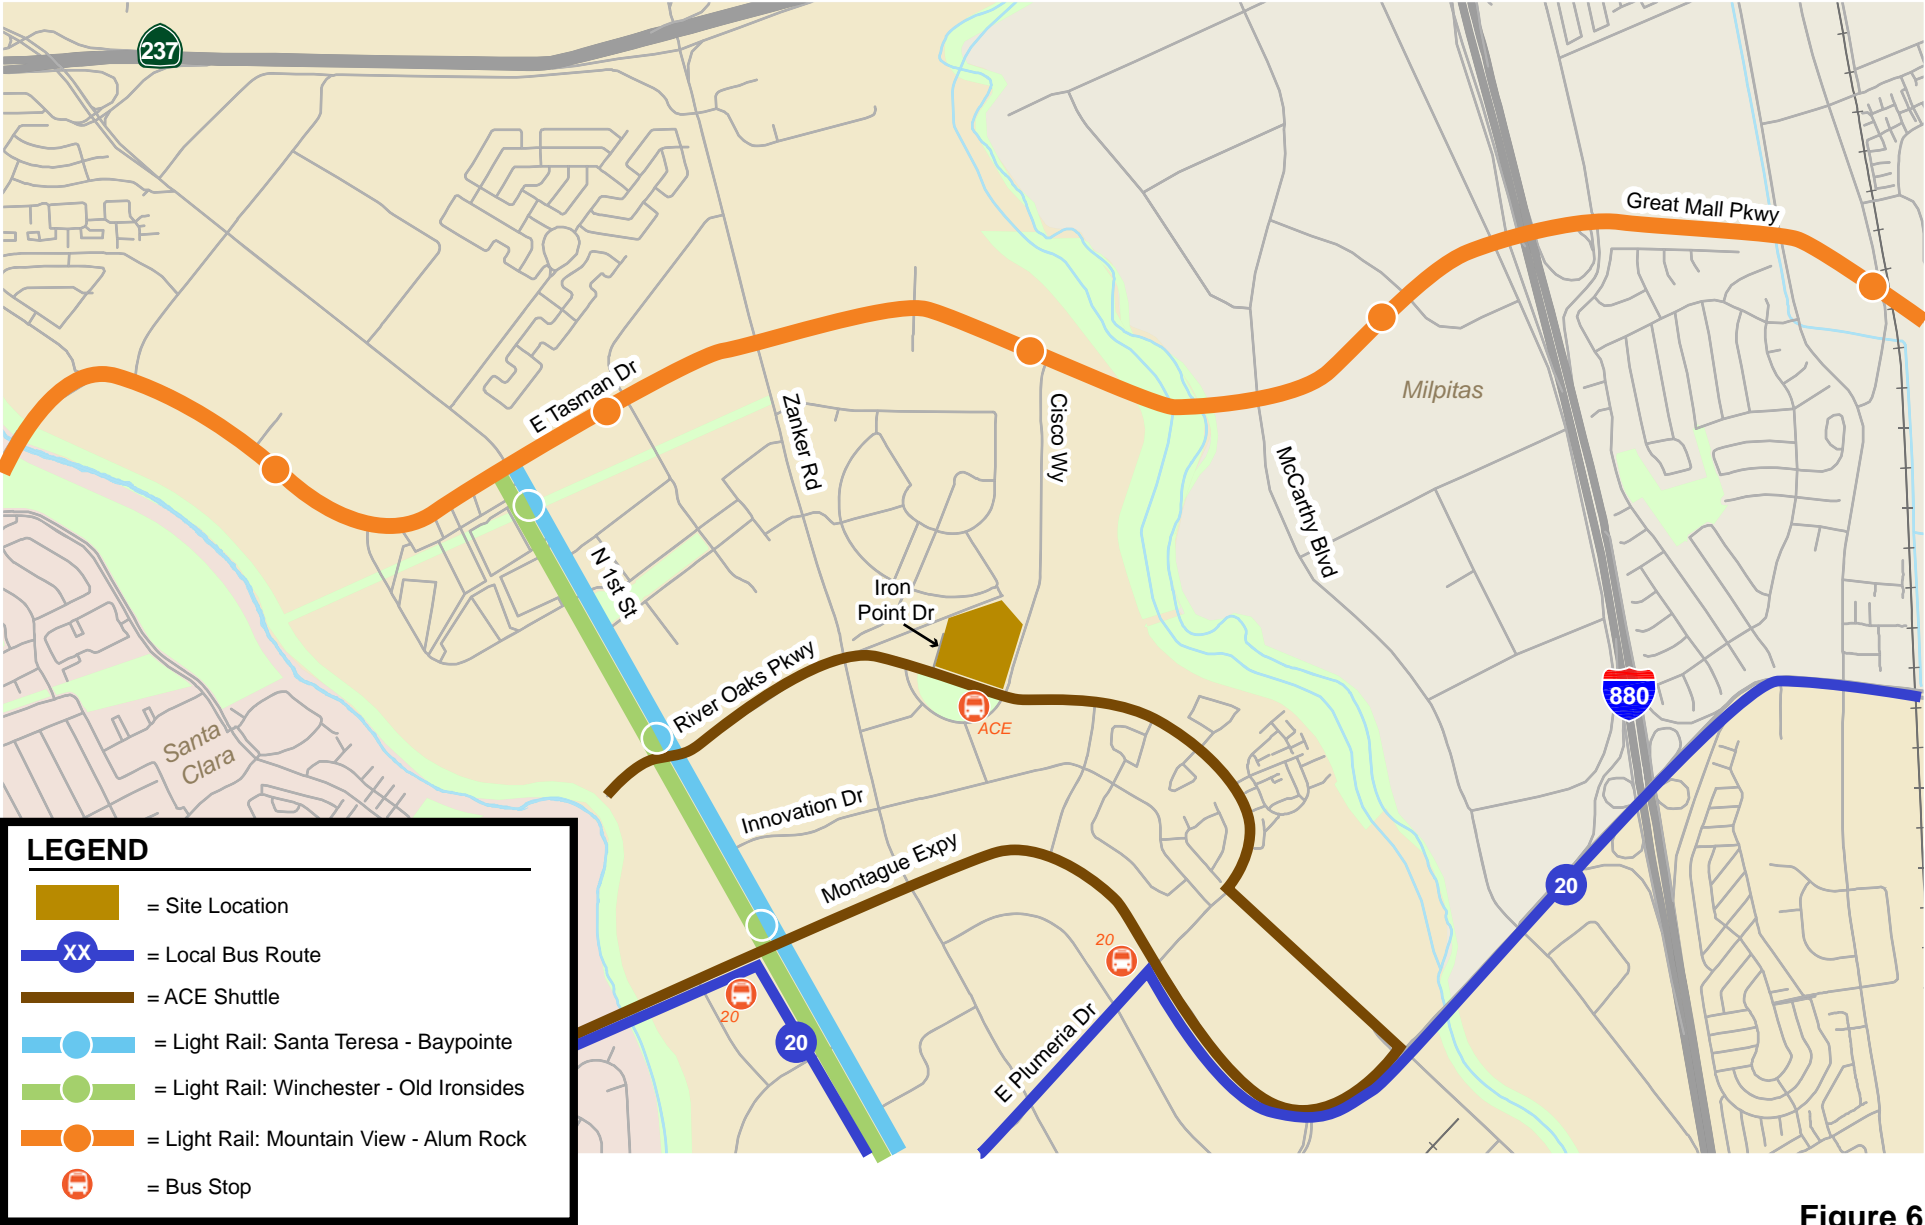 237
Great Mall Pkwy
E Tasman Dr
Zanker Rd
Cisco Wy
Milpitas
McCarthy Blvd
N 1st St
Iron
Point Dr
River Oaks Pkwy
880
ACE
Santa
Clara
Innovation Dr
Montague Expy
20
20
20
20
E Plumeria Dr
LEGEND
= Site Location
XX
= Local Bus Route
= ACE Shuttle
= Light Rail: Santa Teresa - Baypointe
= Light Rail: Winchester - Old Ironsides
= Light Rail: Mountain View - Alum Rock
= Bus Stop
Figure 6